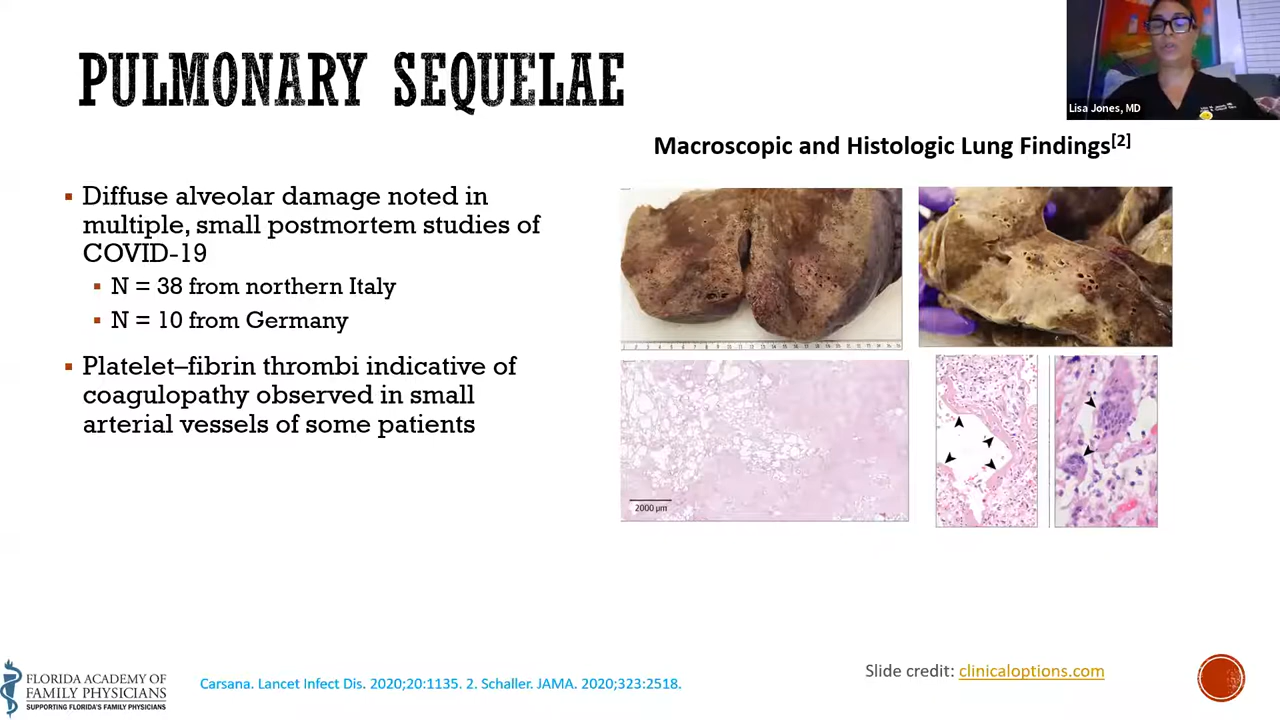 PULMONARY SEQUELAE
Lisa Jones, MD
Macroscopic and Histologic Lung Findings[2]
▪ Diffuse alveolar damage noted in
multiple, small postmortem studies of
COVID-19
▪ N = 38 from northern Italy
▪ N = 10 from Germany
▪ Platelet–fibrin thrombi indicative of
coagulopathy observed in small
arterial vessels of some patients
2000 µm
FLORIDA ACADEMY OF
FAMILY PHYSICIANS
SUPPORTING FLORIDA'S FAMILY PHYSICIANS
Carsana. Lancet Infect Dis. 2020;20:1135. 2. Schaller. JAMA. 2020;323:2518.
Slide credit: clinicaloptions.com